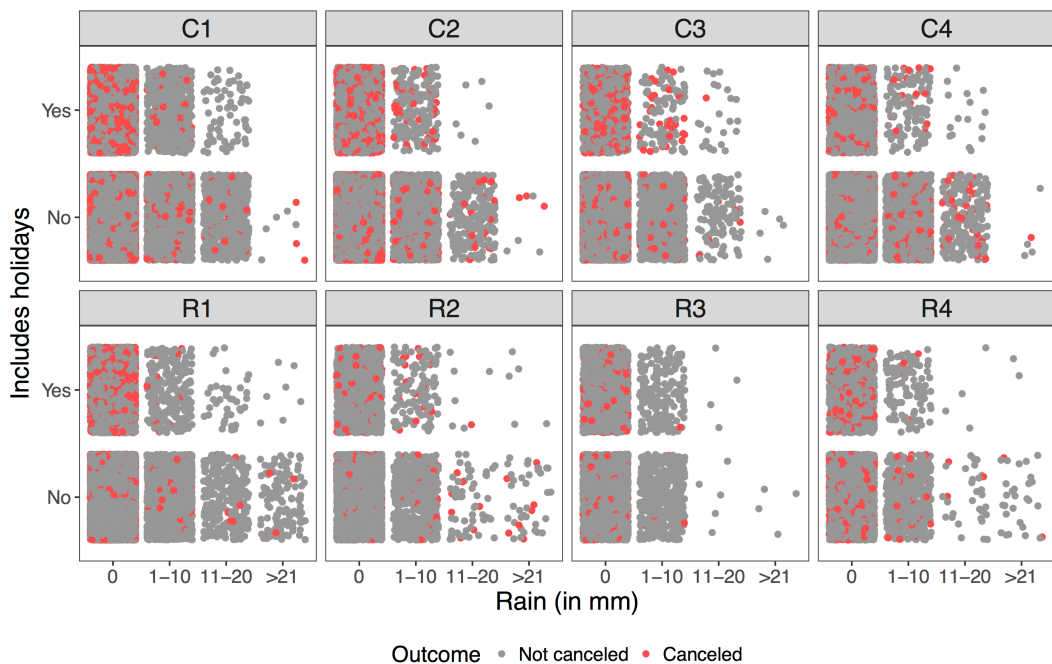 C1 C2 C3 C4
Yes
No
R1 R2 R3 R4
Yes
No
Includes holidays
0 1−10 11−20 >21 0 1−10 11−20 >21 0 1−10 11−20 >21 0 1−10 11−20 >21
Rain (in mm)
Outcome Not canceled Canceled